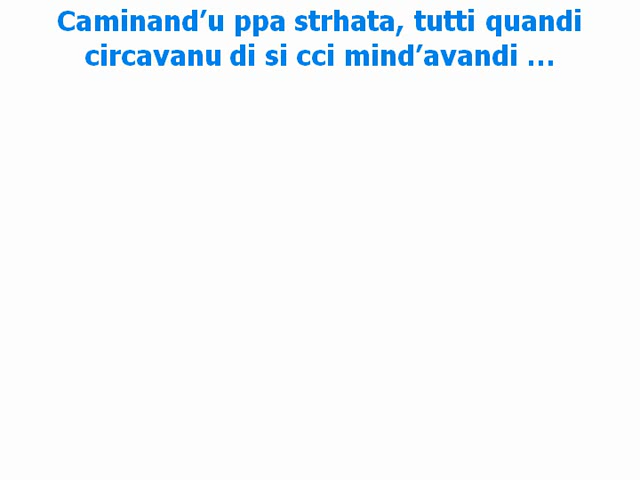 Caminand’u ppa strhata, tutti quandi
circavanu di si cci mind’avandi ...